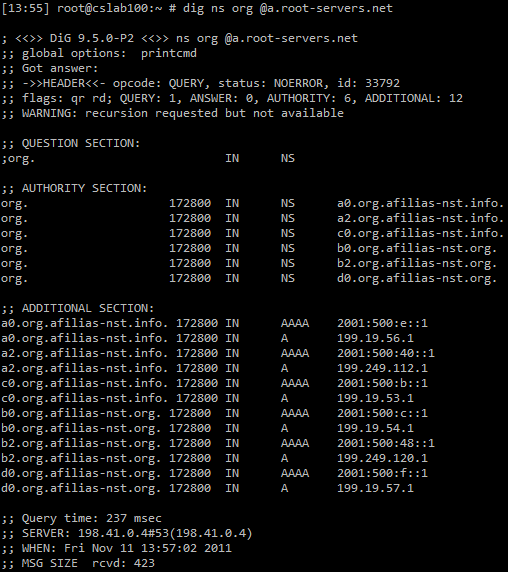 [13:55] root@cslab100:~ # dig ns org @a.root-servers.net
; <<>> DiG 9.5.0-P2 <<>> ns org @a.root-servers.net
;; global options:  printcmd
;; Got answer:
;; ->>HEADER<<- opcode: QUERY, status: NOERROR, id: 33792
;; flags: qr rd; QUERY: 1, ANSWER: 0, AUTHORITY: 6, ADDITIONAL: 12
;; WARNING: recursion requested but not available
;; QUESTION SECTION:
;org. IN NS
;; AUTHORITY SECTION:
org. 172800 IN NS a0.org.afilias-nst.info.
org. 172800 IN NS a2.org.afilias-nst.info.
org. 172800 IN NS c0.org.afilias-nst.info.
org. 172800 IN NS b0.org.afilias-nst.org.
org. 172800 IN NS b2.org.afilias-nst.org.
org. 172800 IN NS d0.org.afilias-nst.org.
;; ADDITIONAL SECTION:
a0.org.afilias-nst.info. 172800 IN AAAA 2001:500:e::1
a0.org.afilias-nst.info. 172800 IN A 199.19.56.1
a2.org.afilias-nst.info. 172800 IN AAAA 2001:500:40::1
a2.org.afilias-nst.info. 172800 IN A 199.249.112.1
c0.org.afilias-nst.info. 172800 IN AAAA 2001:500:b::1
c0.org.afilias-nst.info. 172800 IN A 199.19.53.1
b0.org.afilias-nst.org. 172800 IN AAAA 2001:500:c::1
b0.org.afilias-nst.org. 172800 IN A 199.19.54.1
b2.org.afilias-nst.org. 172800 IN AAAA 2001:500:48::1
b2.org.afilias-nst.org. 172800 IN A 199.249.120.1
d0.org.afilias-nst.org. 172800 IN AAAA 2001:500:f::1
d0.org.afilias-nst.org. 172800 IN A 199.19.57.1
;; Query time: 237 msec
;; SERVER: 198.41.0.4#53(198.41.0.4)
;; WHEN: Fri Nov 11 13:57:02 2011
;; MSG SIZE  rcvd: 423